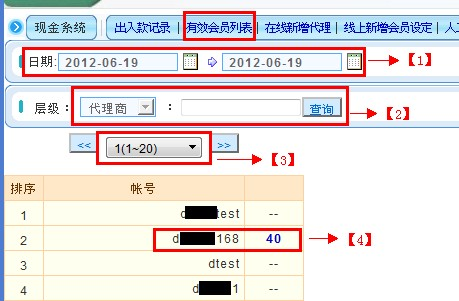 现金系统 出入款记录 | 有效会员列表 | 在线新增代理 | 线上新增会员设定 | 人工
日期: 2012-06-19 2012-06-19 【1】
层级: 代理商 : 查询 【2】
<< 1(1~20) >> 【3】
排序 帐号
1 d test --
2 d 168 40 【4】
3 dtest --
4 d 1 --